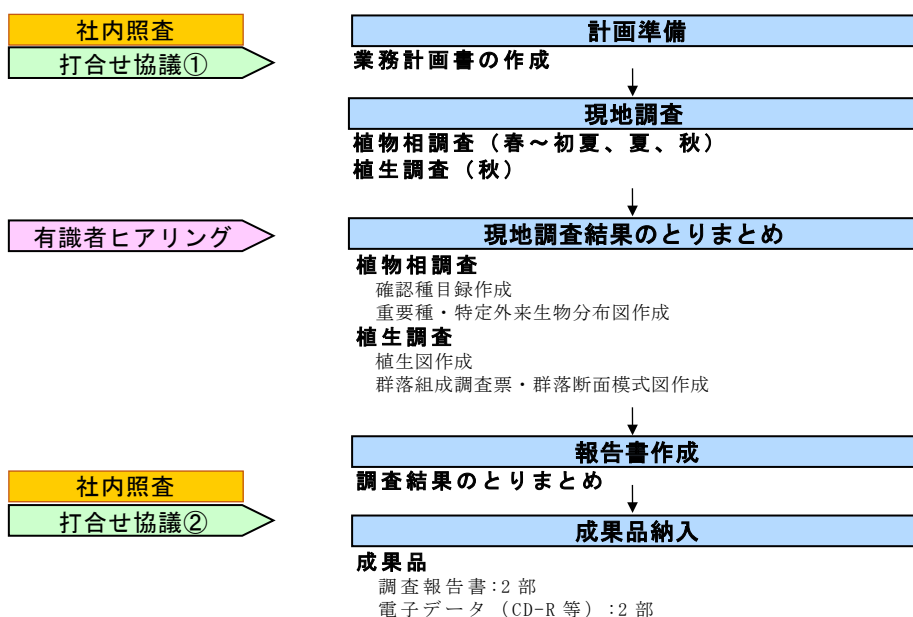 社内照査
打合せ協議①
計画準備
業務計画書の作成
現地調査
植物相調査（春～初夏、夏、秋）
植生調査（秋）
有識者ヒアリング
現地調査結果のとりまとめ
植物相調査
確認種目録作成
重要種・特定外来生物分布図作成
植生調査
植生図作成
群落組成調査票・群落断面模式図作成
報告書作成
社内照査
調査結果のとりまとめ
打合せ協議②
成果品納入
成果品
調査報告書：2 部
電子データ（CD-R 等）：2 部